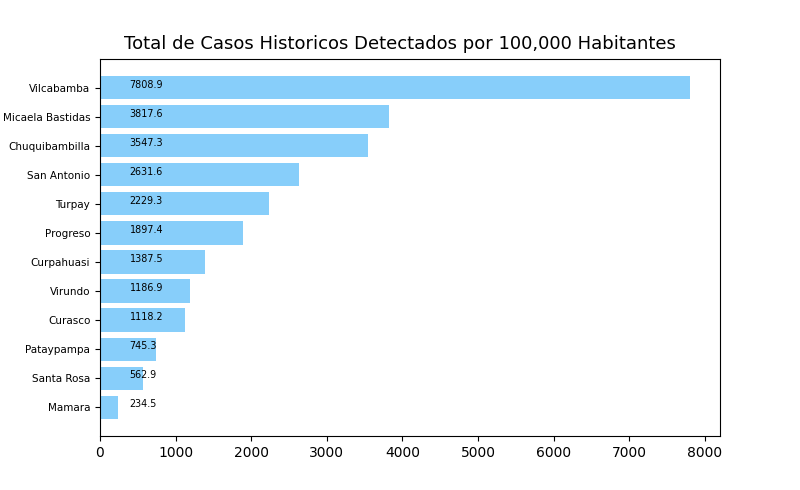 Total de Casos Historicos Detectados por 100,000 Habitantes
Vilcabamba 7808.9
Micaela Bastidas 3817.6
Chuquibambilla 3547.3
San Antonio 2631.6
Turpay 2229.3
Progreso 1897.4
Curpahuasi 1387.5
Virundo 1186.9
Curasco 1118.2
Pataypampa 745.3
Santa Rosa 562.9
Mamara 234.5
0 1000 2000 3000 4000 5000 6000 7000 8000